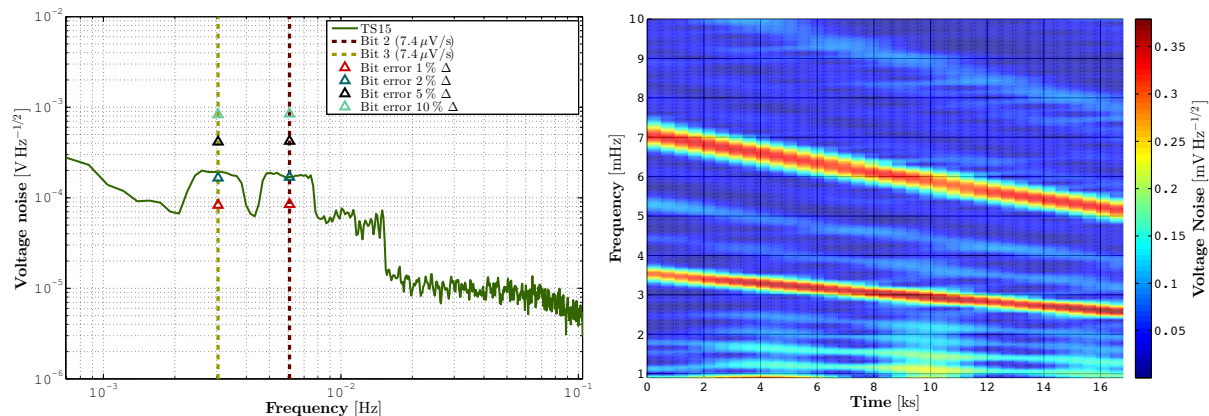 10⁻²
10⁻³
10⁻⁴
10⁻⁵
10⁻⁶
Voltage noise [V Hz⁻¹/²]
10⁻³
10⁻²
10⁻¹
Frequency [Hz]
TS15
Bit 2 (7.4 μV/s)
Bit 3 (7.4 μV/s)
Bit error 1 % Δ
Bit error 2 % Δ
Bit error 5 % Δ
Bit error 10 % Δ
10
9
8
7
6
5
4
3
2
1
Frequency [mHz]
0
2
4
6
8
10
12
14
16
Time [ks]
0.35
0.30
0.25
0.20
0.15
0.10
0.05
Voltage Noise [mV Hz⁻¹/²]